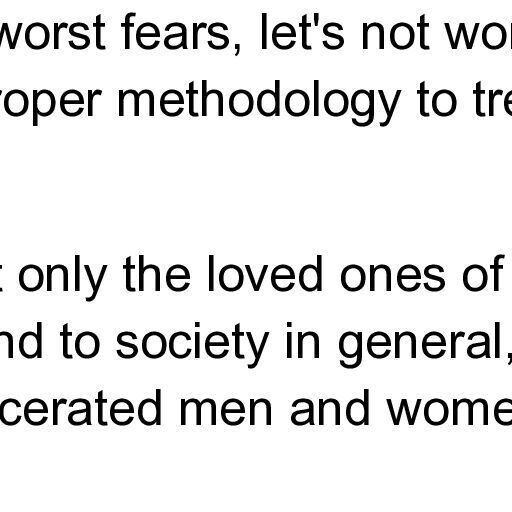 worst fears, let's not wor
roper methodology to tre
t only the loved ones of
nd to society in general,
cerated men and wome